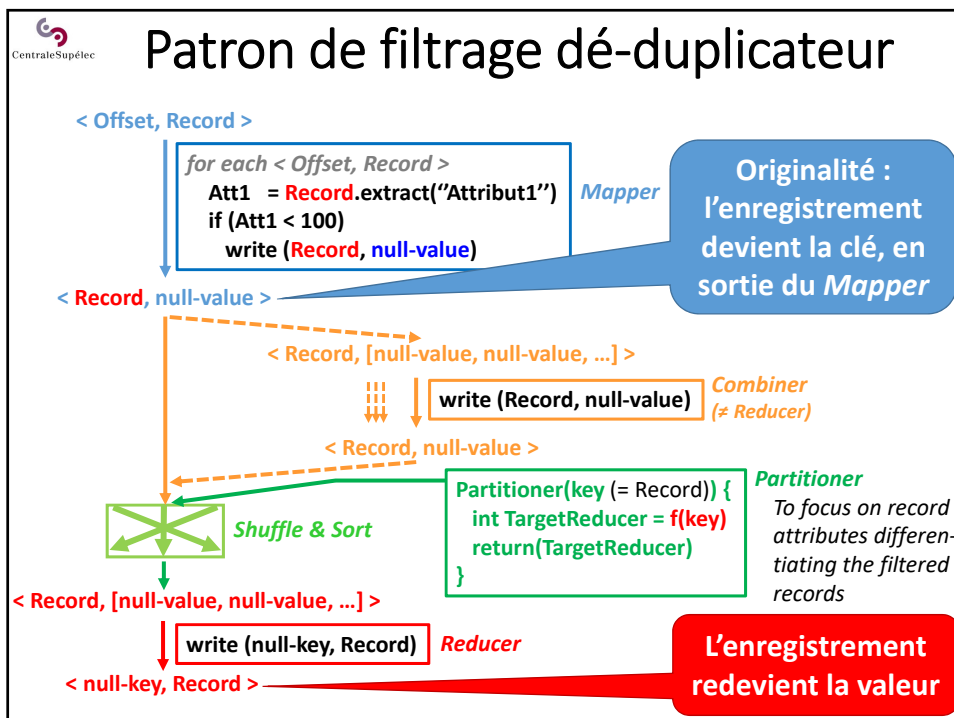 CentraleSupélec
Patron de filtrage dé-duplicateur
< Offset, Record >
for each < Offset, Record >
Att1 = Record.extract(‘‘Attribut1’’)
if (Att1 < 100)
write (Record, null-value)
Mapper
Originalité :
l’enregistrement
devient la clé, en
sortie du Mapper
< Record, null-value >
< Record, [null-value, null-value, …] >
write (Record, null-value)
Combiner
(≠ Reducer)
< Record, null-value >
Partitioner(key (= Record)) {
int TargetReducer = f(key)
return(TargetReducer)
}
Partitioner
To focus on record
attributes differen-
tiating the filtered
records
Shuffle & Sort
< Record, [null-value, null-value, …] >
write (null-key, Record)
Reducer
< null-key, Record >
L’enregistrement
redevient la valeur